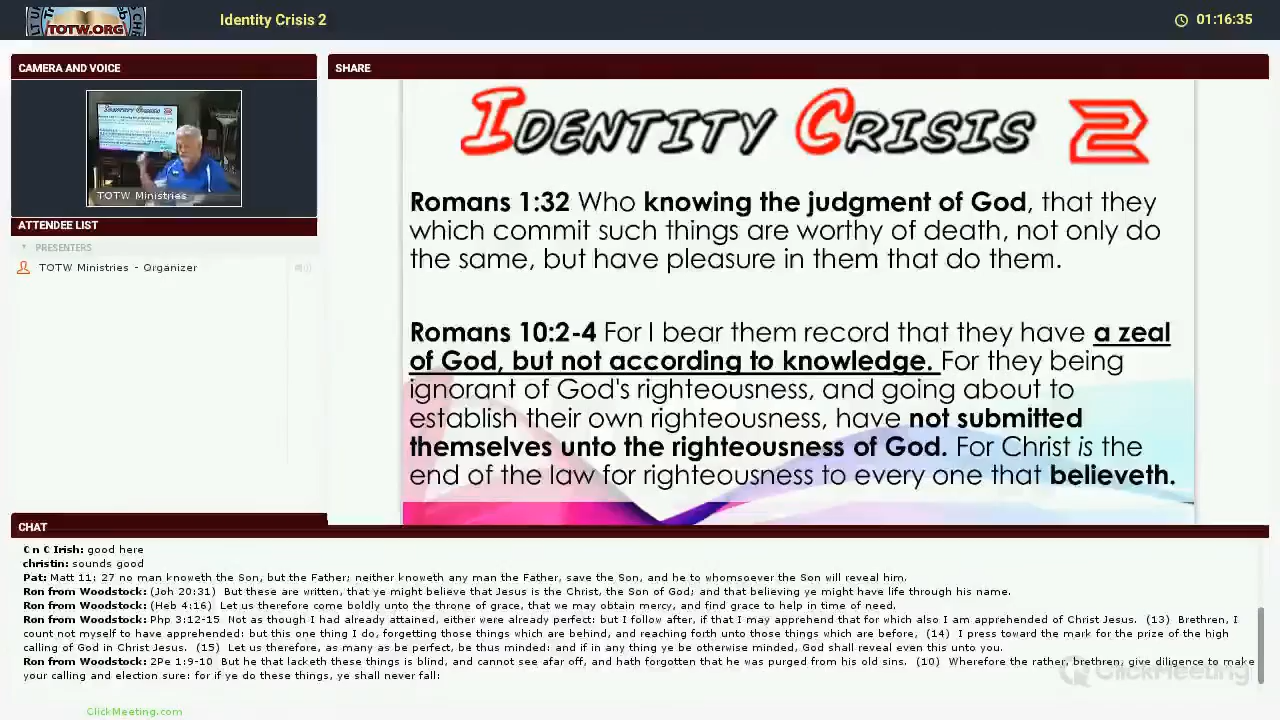 TOTW.ORG
Identity Crisis 2
01:16:35
CAMERA AND VOICE
TOTW Ministries
ATTENDEE LIST
PRESENTERS
TOTW Ministries - Organizer
SHARE
IDENTITY CRISIS 2
Romans 1:32 Who knowing the judgment of God, that they
which commit such things are worthy of death, not only do
the same, but have pleasure in them that do them.
Romans 10:2-4 For I bear them record that they have a zeal
of God, but not according to knowledge. For they being
ignorant of God's righteousness, and going about to
establish their own righteousness, have not submitted
themselves unto the righteousness of God. For Christ is the
end of the law for righteousness to every one that believeth.
CHAT
C n C Irish: good here
christin: sounds good
Pat: Matt 11: 27 no man knoweth the Son, but the Father; neither knoweth any man the Father, save the Son, and he to whomsoever the Son will reveal him.
Ron from Woodstock: (Joh 20:31) But these are written, that ye might believe that Jesus is the Christ, the Son of God; and that believing ye might have life through his name.
Ron from Woodstock: (Heb 4:16) Let us therefore come boldly unto the throne of grace, that we may obtain mercy, and find grace to help in time of need.
Ron from Woodstock: Php 3:12-15 Not as though I had already attained, either were already perfect: but I follow after, if that I may apprehend that for which also I am apprehended of Christ Jesus. (13) Brethren, I
count not myself to have apprehended: but this one thing I do, forgetting those things which are behind, and reaching forth unto those things which are before, (14) I press toward the mark for the prize of the high
calling of God in Christ Jesus. (15) Let us therefore, as many as be perfect, be thus minded: and if in any thing ye be otherwise minded, God shall reveal even this unto you.
Ron from Woodstock: 2Pe 1:9-10 But he that lacketh these things is blind, and cannot see afar off, and hath forgotten that he was purged from his old sins. (10) Wherefore the rather, brethren, give diligence to make
your calling and election sure: for if ye do these things, ye shall never fall:
ClickMeeting
ClickMeeting.com